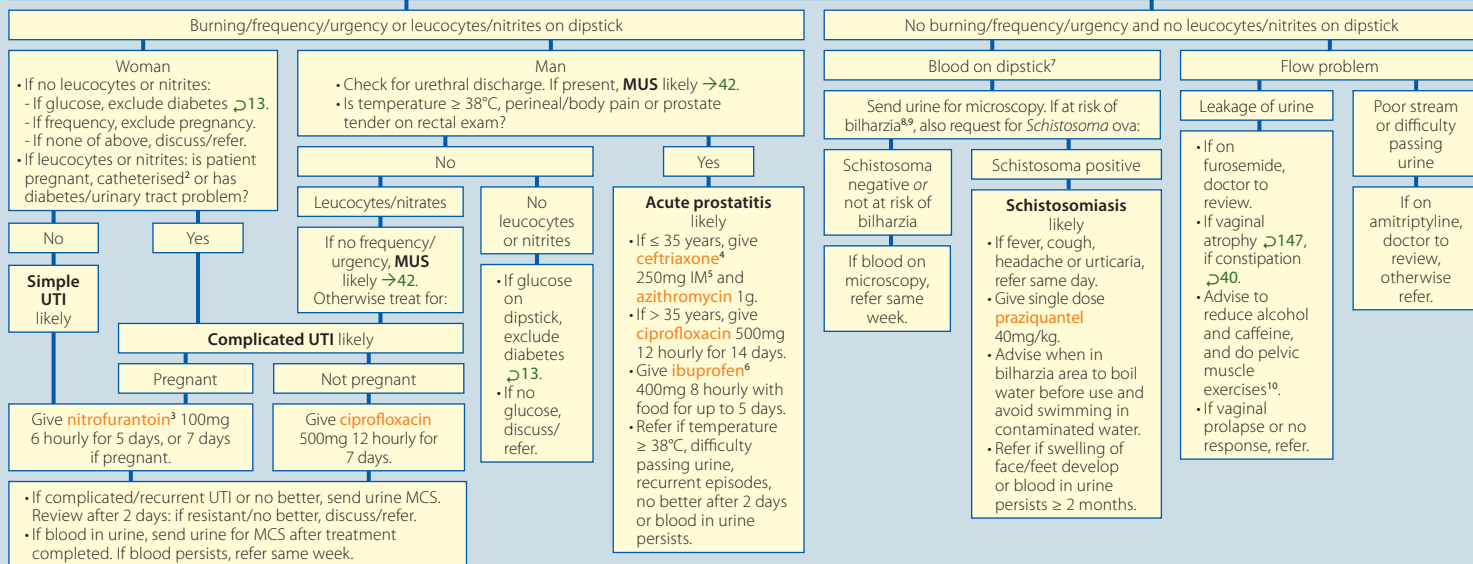 Burning/frequency/urgency or leucocytes/nitrites on dipstick
Woman
• If no leucocytes or nitrites:
- If glucose, exclude diabetes ⮌13.
- If frequency, exclude pregnancy.
- If none of above, discuss/refer.
• If leucocytes or nitrites: is patient
pregnant, catheterised² or has
diabetes/urinary tract problem?
No
Yes
Simple
UTI
likely
Man
• Check for urethral discharge. If present, MUS likely →42.
• Is temperature ≥ 38°C, perineal/body pain or prostate
tender on rectal exam?
No
Yes
Leucocytes/nitrates
If no frequency/
urgency, MUS
likely →42.
Otherwise treat for:
Complicated UTI likely
Pregnant
Not pregnant
Give nitrofurantoin³ 100mg
6 hourly for 5 days, or 7 days
if pregnant.
Give ciprofloxacin
500mg 12 hourly for
7 days.
• If complicated/recurrent UTI or no better, send urine MCS.
Review after 2 days: if resistant/no better, discuss/refer.
• If blood in urine, send urine for MCS after treatment
completed. If blood persists, refer same week.
No
leucocytes
or nitrites
• If glucose
on
dipstick,
exclude
diabetes
⮌13.
• If no
glucose,
discuss/
refer.
Acute prostatitis
likely
• If ≤ 35 years, give
ceftriaxone⁴
250mg IM⁵ and
azithromycin 1g.
• If > 35 years, give
ciprofloxacin 500mg
12 hourly for 14 days.
• Give ibuprofen⁶
400mg 8 hourly with
food for up to 5 days.
• Refer if temperature
≥ 38°C, difficulty
passing urine,
recurrent episodes,
no better after 2 days
or blood in urine
persists.
No burning/frequency/urgency and no leucocytes/nitrites on dipstick
Blood on dipstick⁷
Send urine for microscopy. If at risk of
bilharzia⁸,⁹, also request for Schistosoma ova:
Schistosoma
negative or
not at risk of
bilharzia
If blood on
microscopy,
refer same
week.
Schistosoma positive
Schistosomiasis
likely
• If fever, cough,
headache or urticaria,
refer same day.
• Give single dose
praziquantel
40mg/kg.
• Advise when in
bilharzia area to boil
water before use and
avoid swimming in
contaminated water.
• Refer if swelling of
face/feet develop
or blood in urine
persists ≥ 2 months.
Flow problem
Leakage of urine
• If on
furosemide,
doctor to
review.
• If vaginal
atrophy ⮌147,
if constipation
⮌40.
• Advise to
reduce alcohol
and caffeine,
and do pelvic
muscle
exercises¹⁰.
• If vaginal
prolapse or no
response, refer.
Poor stream
or difficulty
passing
urine
If on
amitriptyline,
doctor to
review,
otherwise
refer.